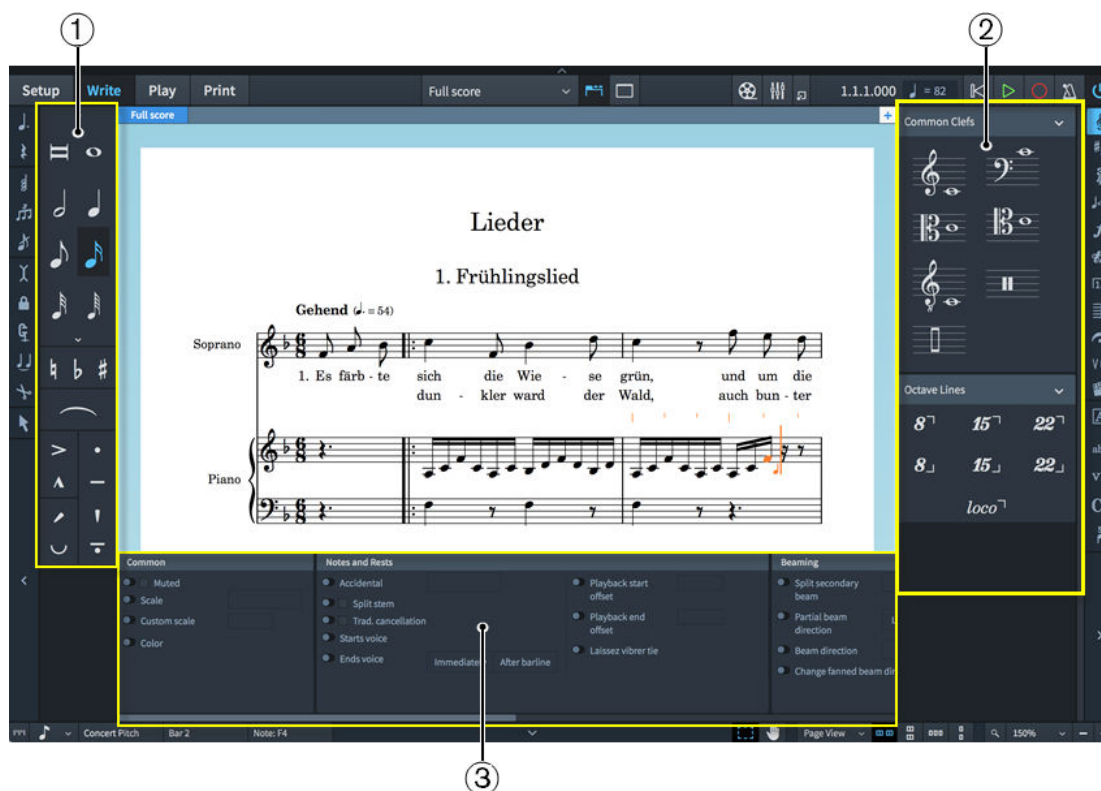 ① ②
Setup Write Play Print Full score 1.1.1.000 = 82
Full score
Common Clefs
Lieder
1. Frühlingslied
Gehend (♩. = 54)
Soprano
1. Es färb - te sich die Wie - se grün, und um die
dun - kler ward der Wald, auch bun - ter
Piano
Octave Lines
8 15 22
8 15 22
loco
Common Notes and Rests Beaming
Muted Accidental Playback start offset Split secondary beam
Scale Split stem
Custom scale Trad. cancellation Playback end offset Partial beam direction
Color Starts voice
Ends voice Immediately After barline Laissez vibrer tie Beam direction
Change fanned beam dir
Concert Pitch Bar 2 Note: F4 Page View 150%
③